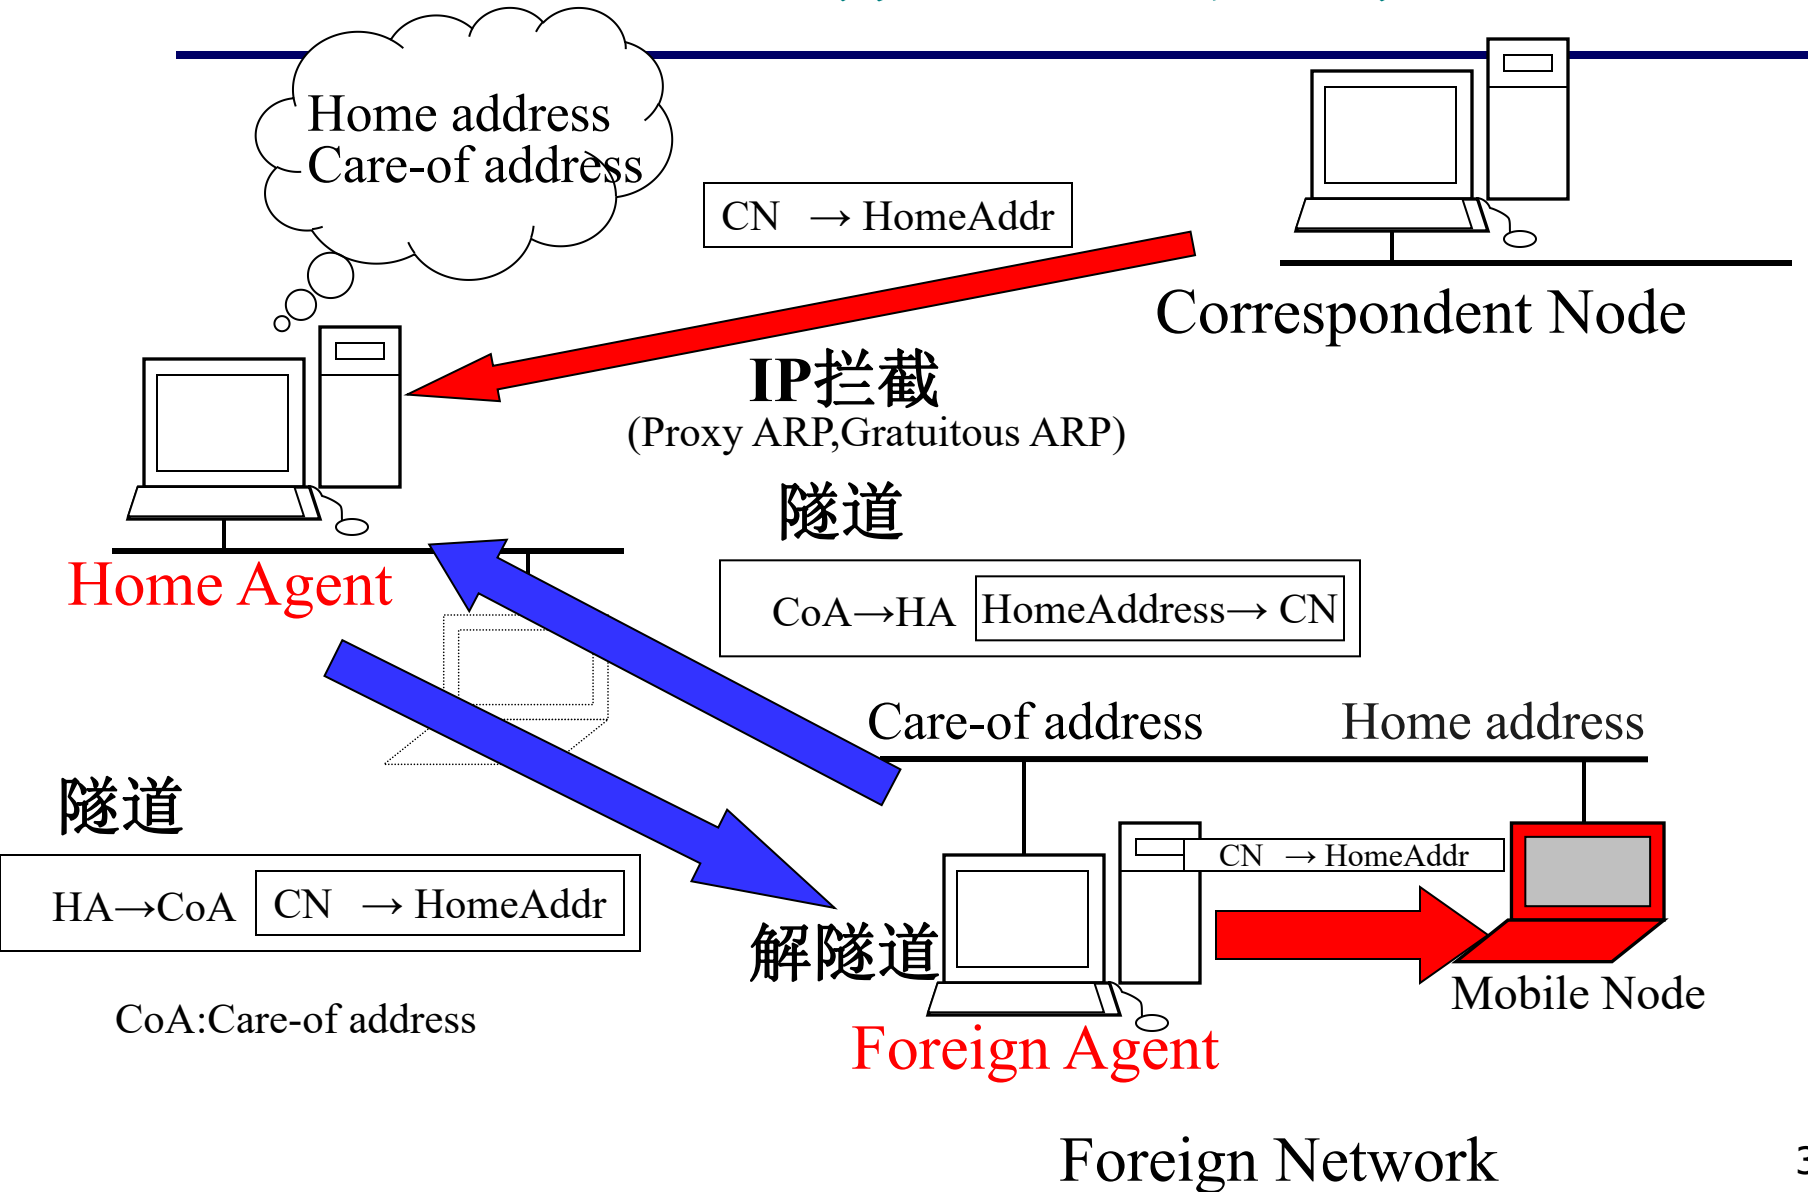 Home address
Care-of address
CN → HomeAddr
Correspondent Node
IP拦截
(Proxy ARP,Gratuitous ARP)
隧道
Home Agent
CoA→HA HomeAddress→ CN
Care-of address
Home address
隧道
CN → HomeAddr
HA→CoA CN → HomeAddr
解隧道
Mobile Node
CoA:Care-of address
Foreign Agent
Foreign Network